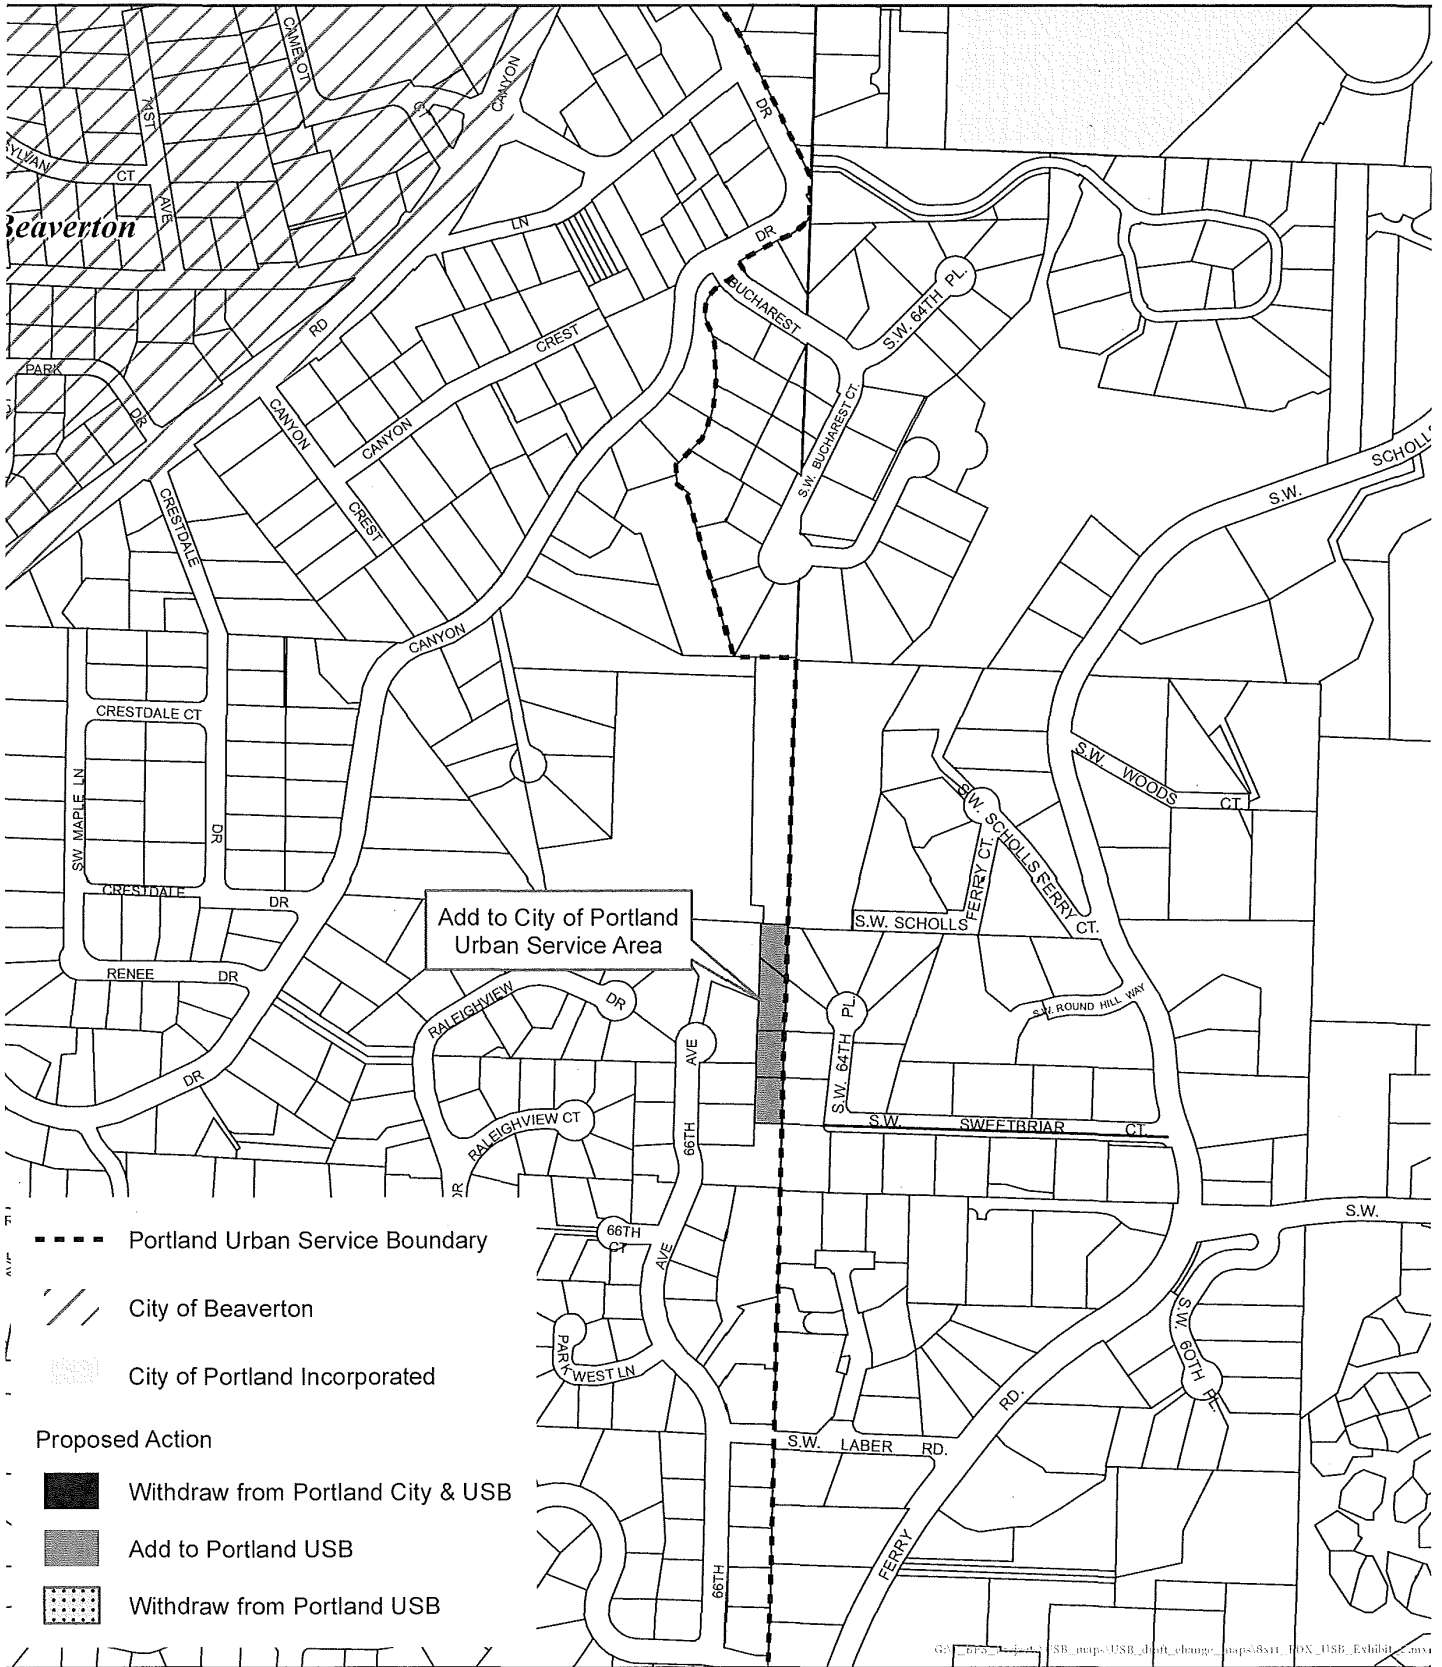 CAMELOT
CT
CANYON
71ST
AVE
SYLVAN
CT
Beaverton
DR
LN
DR
RD
BUCHAREST
S.W. 64TH PL.
CREST
CANYON
PARK
DR
CANYON
CREST
S.W. BUCHAREST CT.
SCHOLLS
S.W.
CRESTDALE
CANYON
CRESTDALE CT
SW MAPLE LN
DR
S.W. WOODS CT.
S.W. SCHOLLS FERRY CT.
CRESTDALE DR
Add to City of Portland
Urban Service Area
S.W. SCHOLLS
FERRY CT.
RENEE DR
RALEIGHVIEW DR
S.W. 64TH PL.
S.W. ROUND HILL WAY
DR
66TH AVE
RALEIGHVIEW CT
S.W. SWEETBRIAR CT.
DR
S.W.
66TH
CT
AVE
S.W. 60TH PL.
PARK WEST LN
RD.
S.W. LABER RD.
FERRY
66TH
Portland Urban Service Boundary
City of Beaverton
City of Portland Incorporated
Proposed Action
Withdraw from Portland City & USB
Add to Portland USB
Withdraw from Portland USB